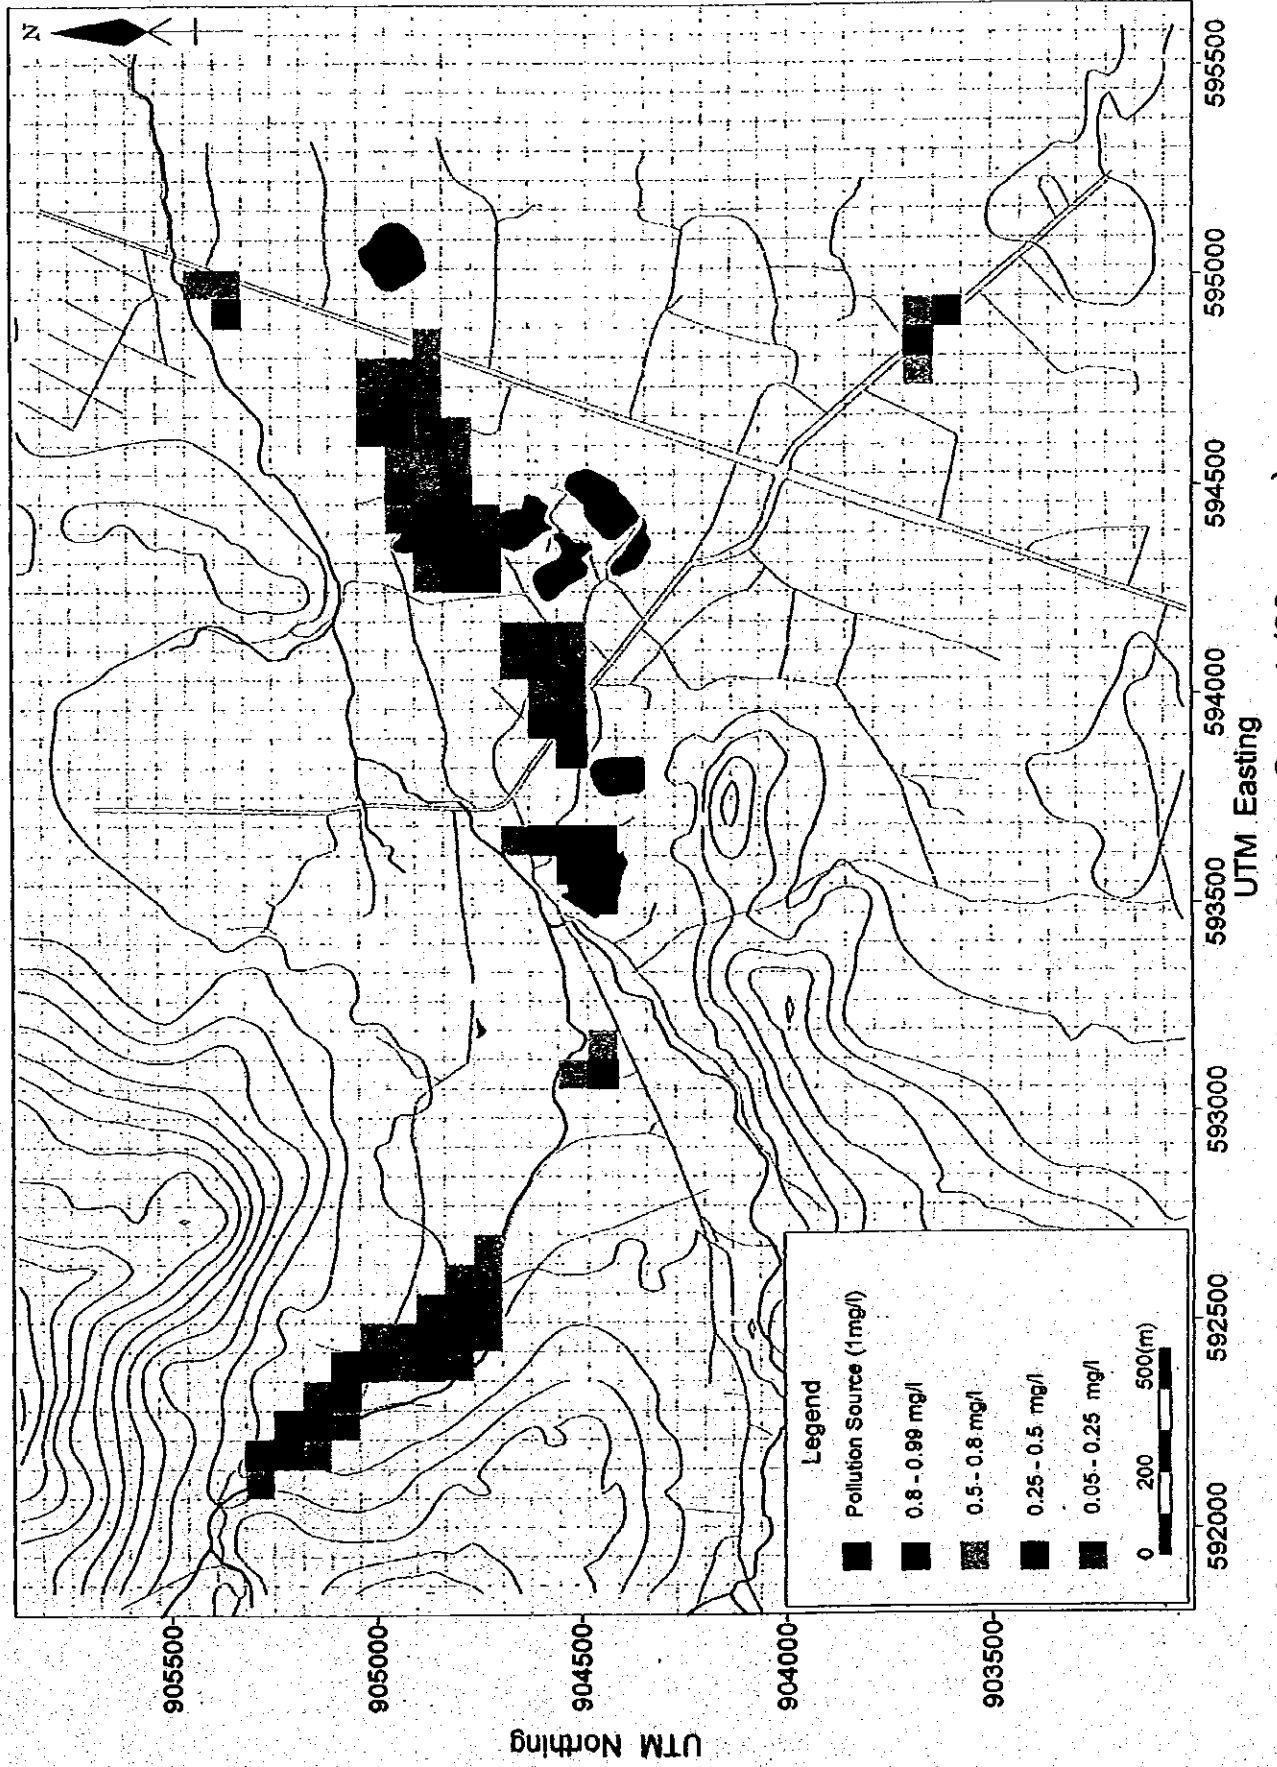 N
UTM Northing
905500
905000
904500
904000
903500
Legend
Pollution Source (1mg/l)
0.8 - 0.99 mg/l
0.5 - 0.8 mg/l
0.25 - 0.5 mg/l
0.05 - 0.25 mg/l
0 200 500(m)
592000 592500 593000 593500 594000 594500 595000 595500
UTM Easting